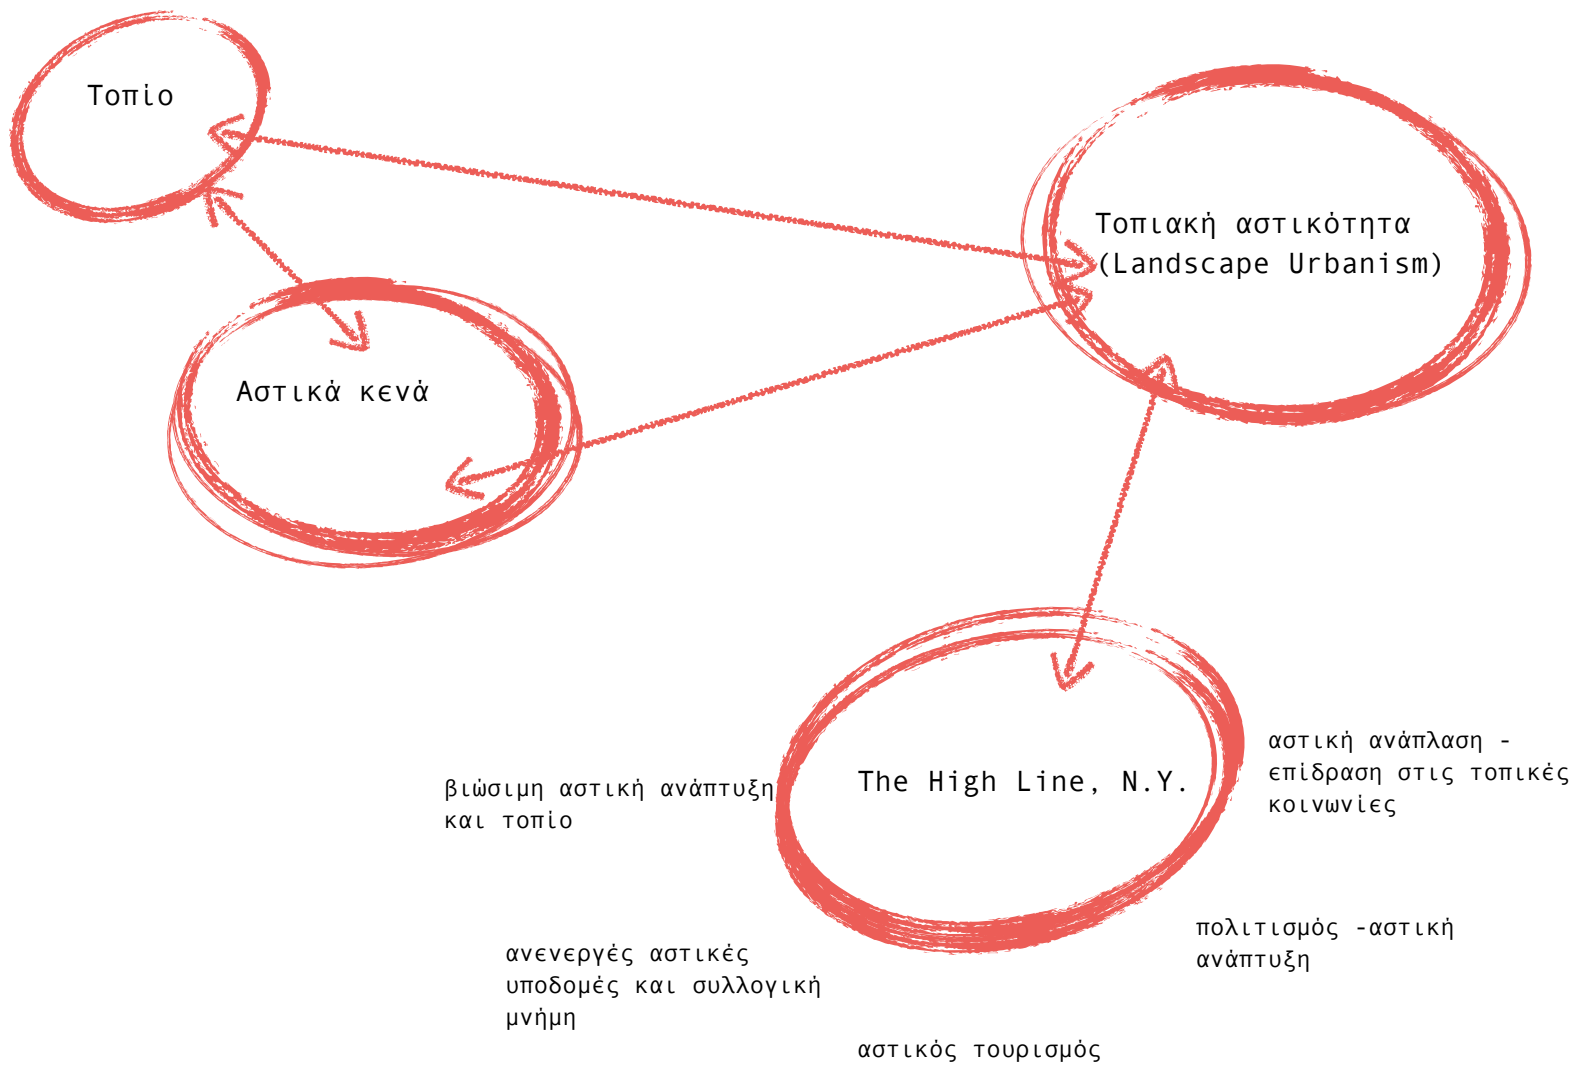 Τοπίο
Τοπιακή αστικότητα
(Landscape Urbanism)
Αστικά κενά
The High Line, N.Y.
βιώσιμη αστική ανάπτυξη
και τοπίο
αστική ανάπλαση -
επίδραση στις τοπικές
κοινωνίες
πολιτισμός -αστική
ανάπτυξη
ανενεργές αστικές
υποδομές και συλλογική
μνήμη
αστικός τουρισμός